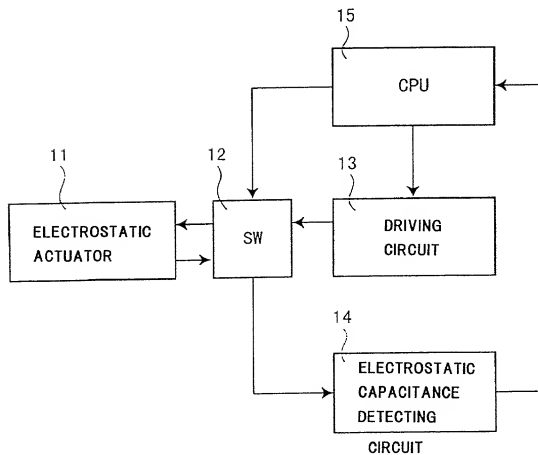 15
CPU
11
12
13
ELECTROSTATIC
ACTUATOR
SW
DRIVING
CIRCUIT
14
ELECTROSTATIC
CAPACITANCE
DETECTING
CIRCUIT